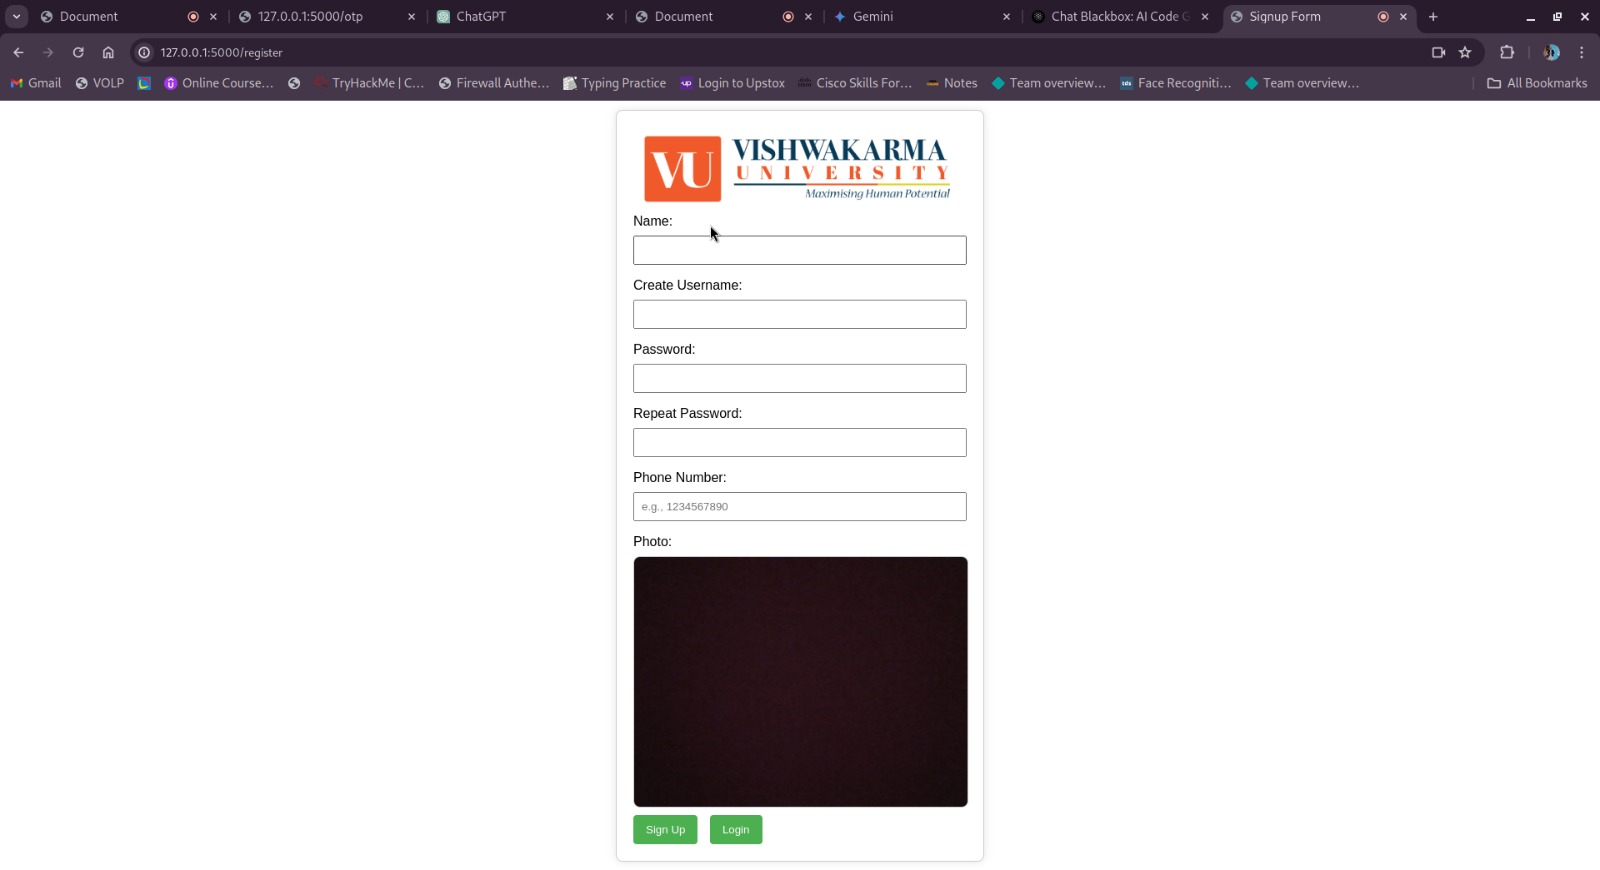 Document
127.0.0.1:5000/otp
ChatGPT
Document
Gemini
Chat Blackbox: AI Code G
Signup Form
127.0.0.1:5000/register
Gmail
VOLP
Online Course...
TryHackMe | C...
Firewall Authe...
Typing Practice
up Login to Upstox
Cisco Skills For...
Notes
Team overview...
tds Face Recogniti...
Team overview...
All Bookmarks
VU VISHWAKARMA
UNIVERSITY
Maximising Human Potential
Name:
Create Username:
Password:
Repeat Password:
Phone Number:
e.g., 1234567890
Photo:
Sign Up Login